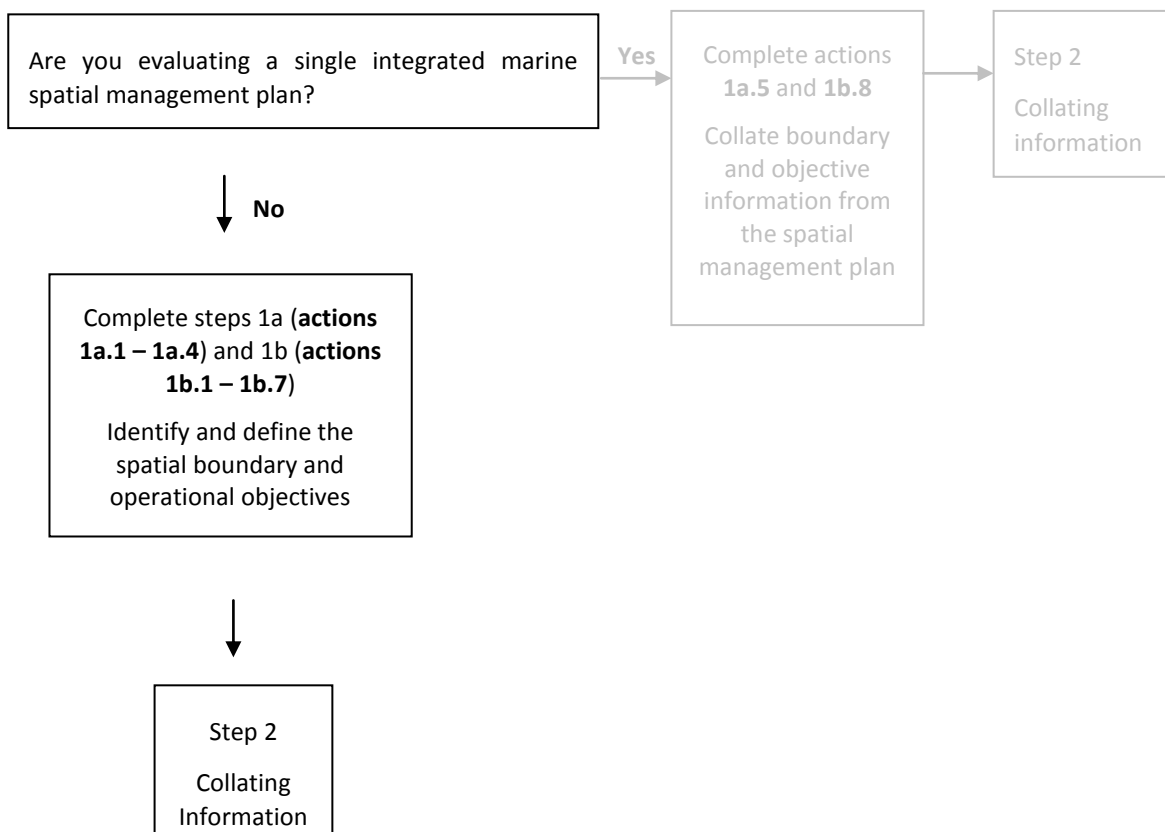 Are you evaluating a single integrated marine
spatial management plan?
Yes
Complete actions
1a.5 and 1b.8
Collate boundary
and objective
information from
the spatial
management plan
Step 2
Collating
information
No
Complete steps 1a (actions
1a.1 – 1a.4) and 1b (actions
1b.1 – 1b.7)
Identify and define the
spatial boundary and
operational objectives
Step 2
Collating
Information